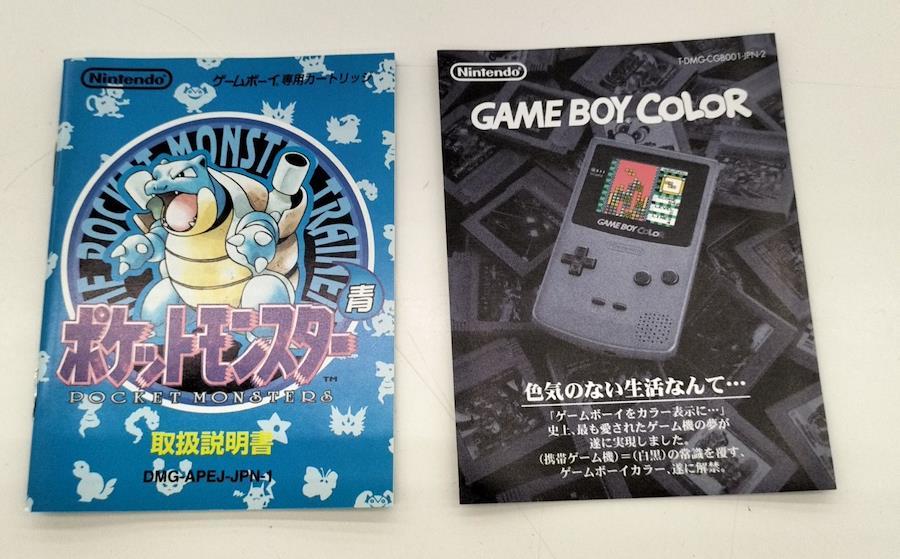 Nintendo
ゲームボーイ専用カートリッジ
POCKET MONSTERS TRAINER
青
ポケットモンスター
TM
POCKET MONSTERS
取扱説明書
DMG-APEJ-JPN-1
T-DMG-CGB001-JPN-2
Nintendo
GAME BOY COLOR
GAME BOY COLOR
色気のない生活なんて…
「ゲームボーイをカラー表示に…」
史上、最も愛されたゲーム機の夢が
遂に実現しました。
(携帯ゲーム機)=(白黒)の常識を覆す、
ゲームボーイカラー、遂に解禁。